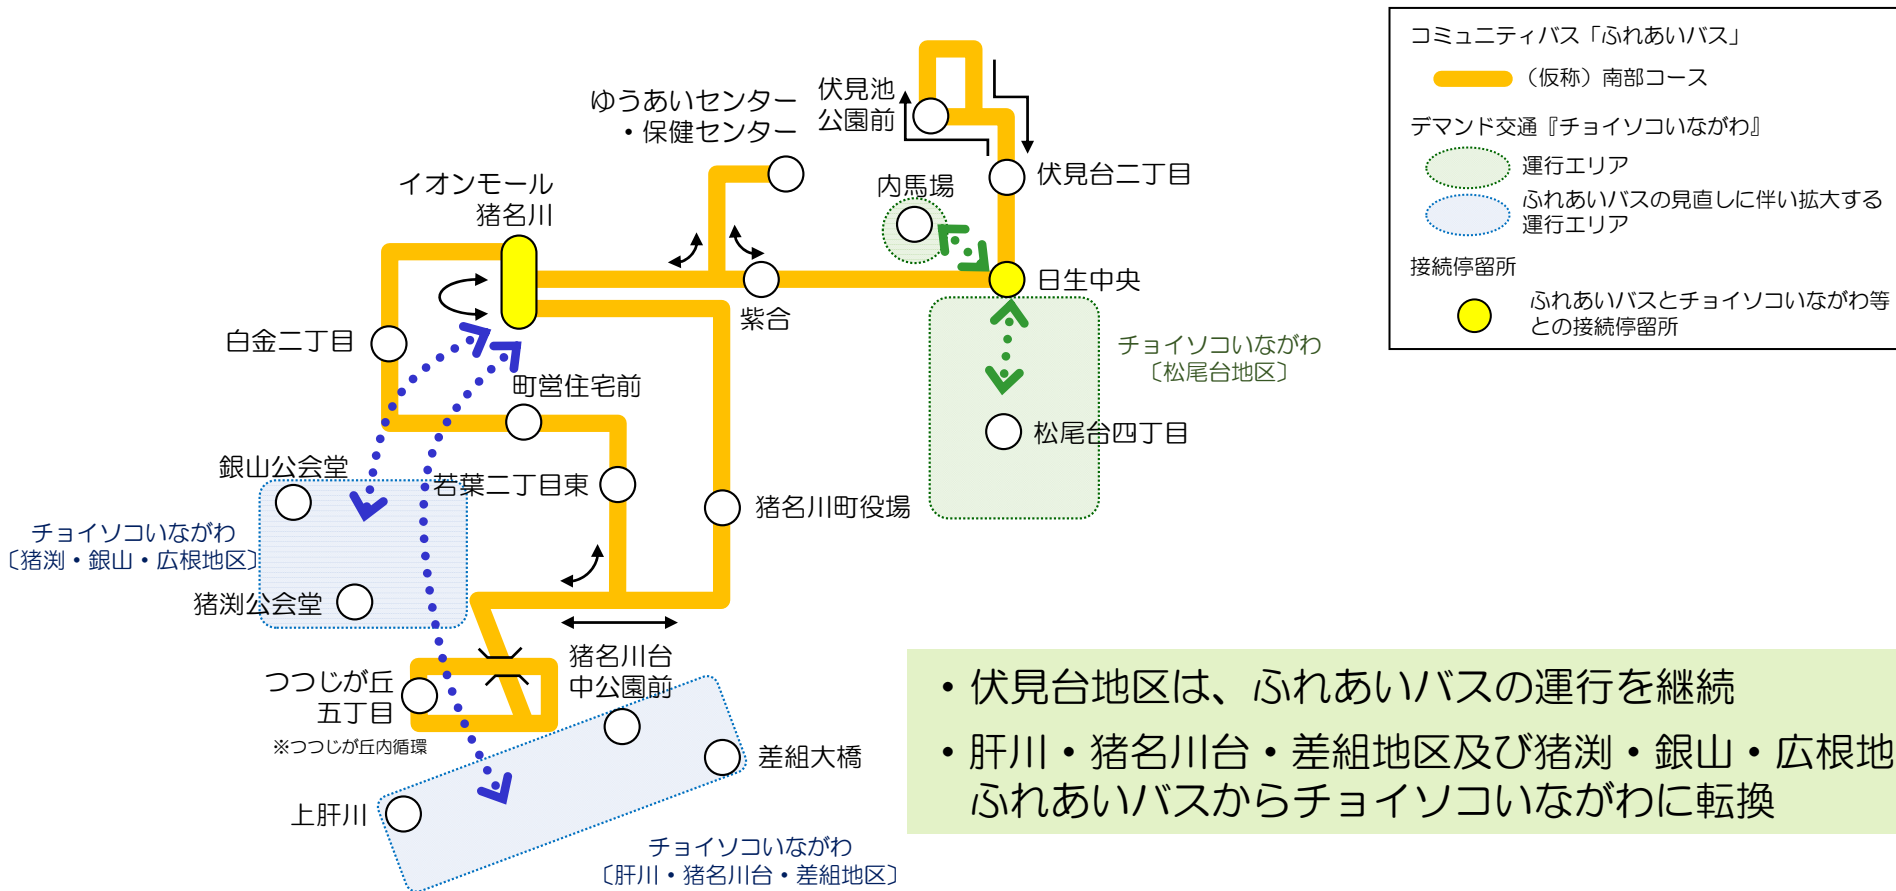 コミュニティバス「ふれあいバス」
（仮称）南部コース
デマンド交通『チョイソコいながわ』
運行エリア
ふれあいバスの見直しに伴い拡大する
運行エリア
接続停留所
ふれあいバスとチョイソコいながわ等
との接続停留所
伏見池
公園前
ゆうあいセンター
・保健センター
イオンモール
猪名川
内馬場
伏見台二丁目
日生中央
紫合
白金二丁目
町営住宅前
チョイソコいながわ
〔松尾台地区〕
松尾台四丁目
銀山公会堂
若葉二丁目東
猪名川町役場
チョイソコいながわ
〔猪渕・銀山・広根地区〕
猪渕公会堂
つつじが丘
五丁目
※つつじが丘内循環
猪名川台
中公園前
差組大橋
上肝川
チョイソコいながわ
〔肝川・猪名川台・差組地区〕
・伏見台地区は、ふれあいバスの運行を継続
・肝川・猪名川台・差組地区及び猪渕・銀山・広根地
ふれあいバスからチョイソコいながわに転換